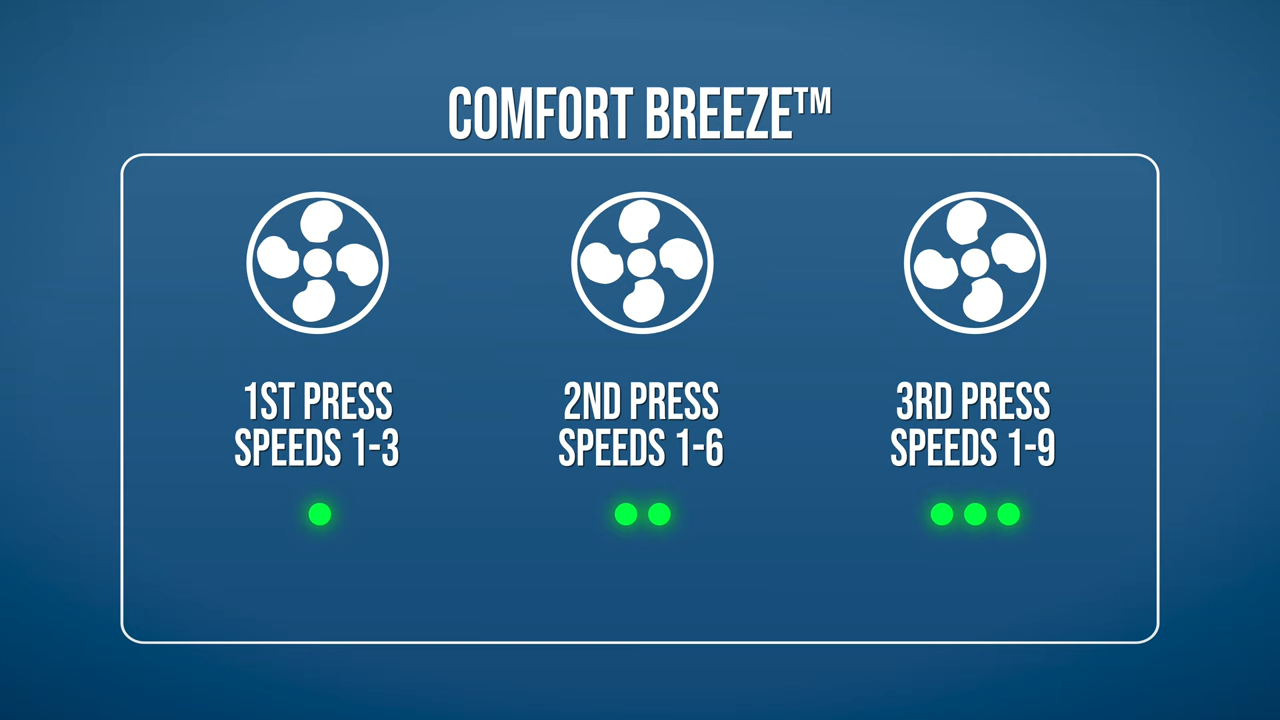 COMFORT BREEZE™
1ST PRESS
SPEEDS 1-3
2ND PRESS
SPEEDS 1-6
3RD PRESS
SPEEDS 1-9